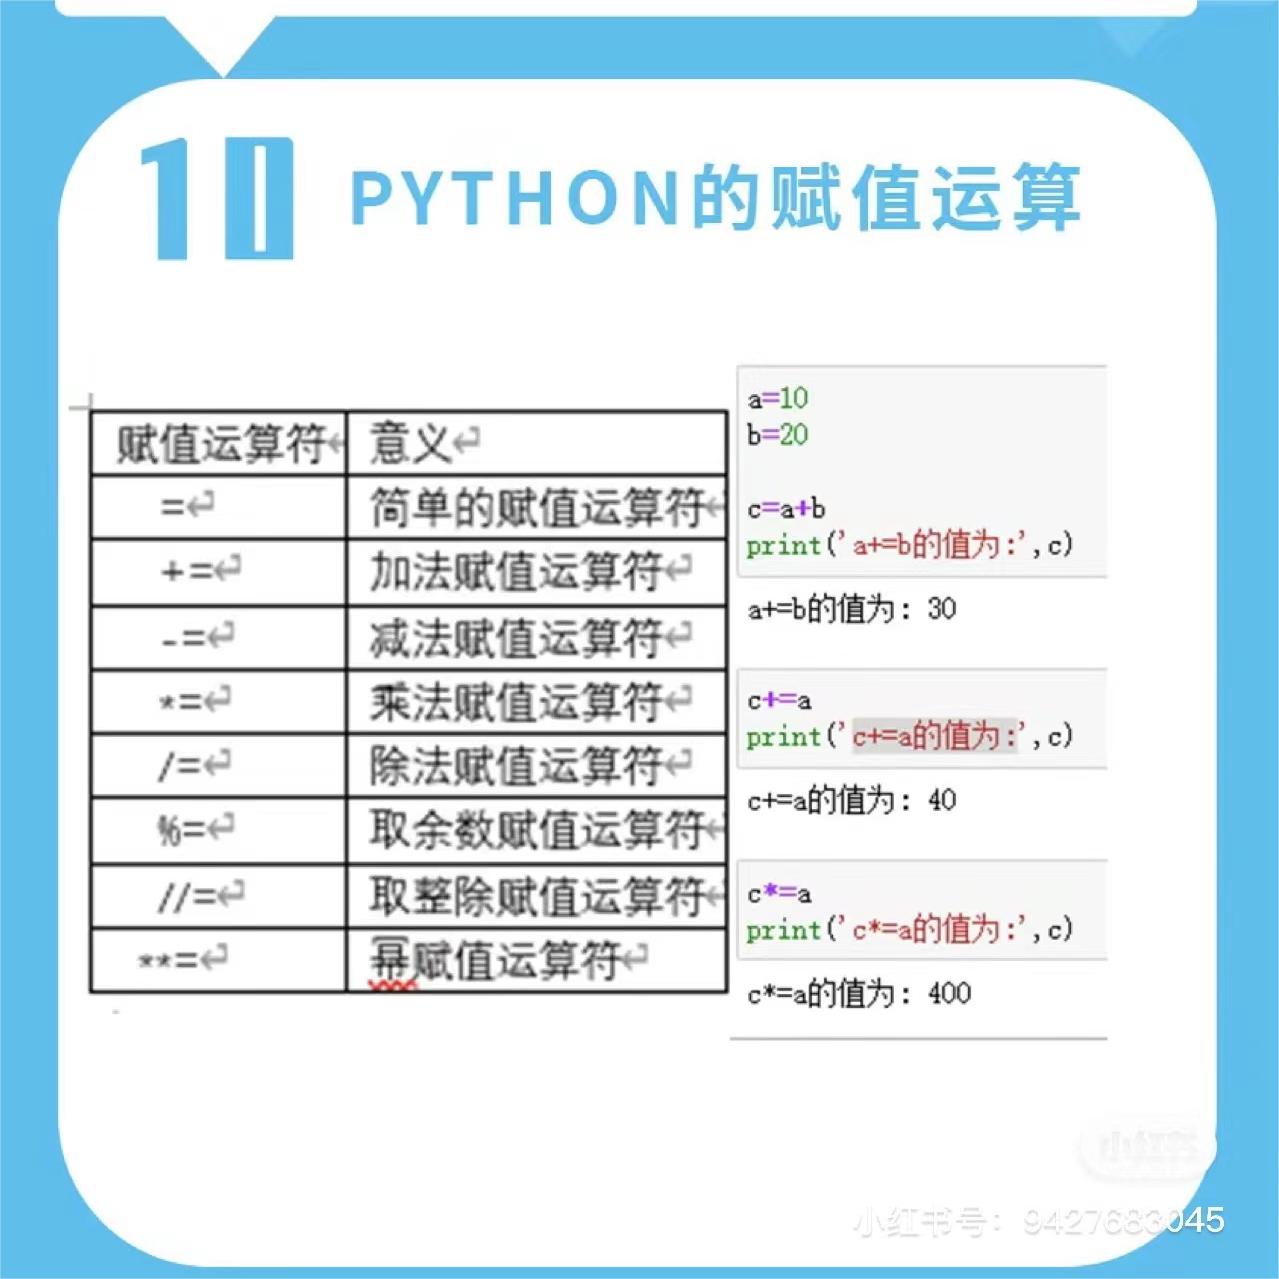 10 PYTHON的赋值运算
赋值运算符 意义
= 简单的赋值运算符
+= 加法赋值运算符
-= 减法赋值运算符
*= 乘法赋值运算符
/= 除法赋值运算符
%= 取余数赋值运算符
//= 取整除赋值运算符
**= 幂赋值运算符
a=10
b=20
c=a+b
print('a+=b的值为:',c)
a+=b的值为: 30
c+=a
print('c+=a的值为:',c)
c+=a的值为: 40
c*=a
print('c*=a的值为:',c)
c*=a的值为: 400
小红书
小红书号: 9427683045